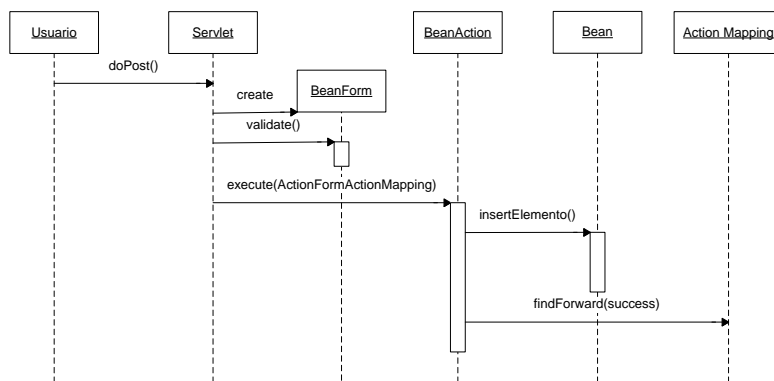 Usuario
Servlet
BeanAction
Bean
Action Mapping
doPost()
create
BeanForm
validate()
execute(ActionFormActionMapping)
insertElemento()
findForward(success)